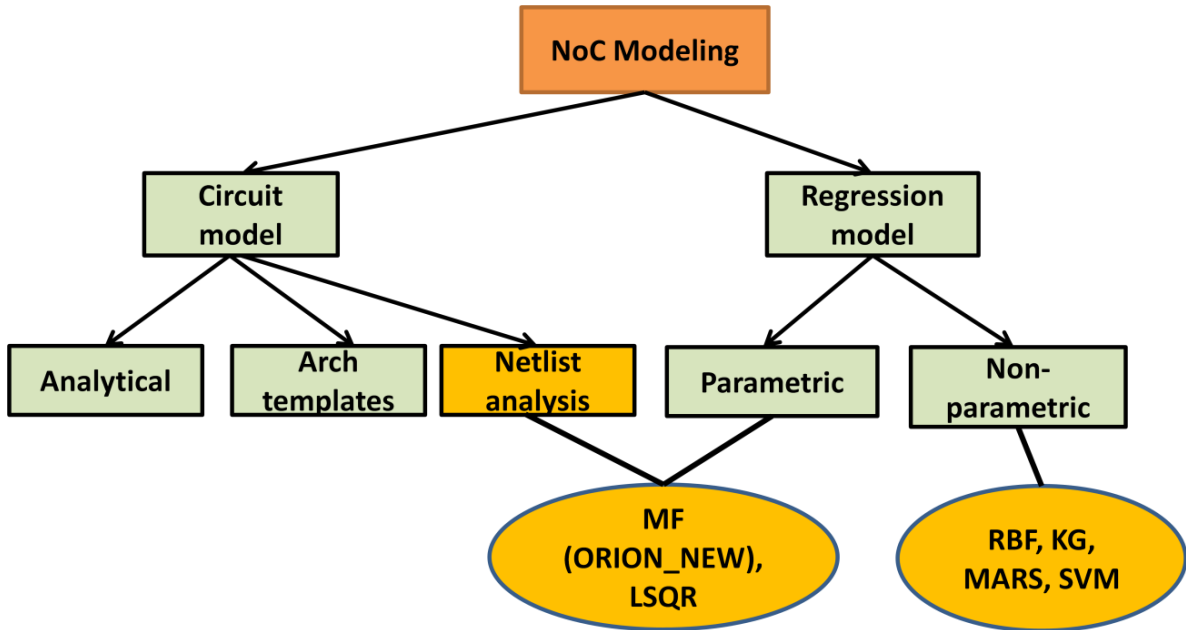 NoC Modeling
Circuit
model
Regression
model
Analytical
Arch
templates
Netlist
analysis
Parametric
Non-
parametric
MF
(ORION_NEW),
LSQR
RBF, KG,
MARS, SVM